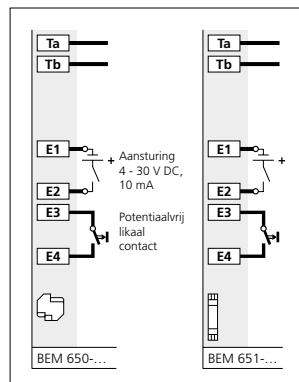 Ta
Tb
E1
E2
E3
E4
+ Aansturing
4 - 30 V DC,
10 mA
Potentiaalvrij
likaal
contact
BEM 650-...
Ta
Tb
E1
E2
E3
E4
+
BEM 651-...